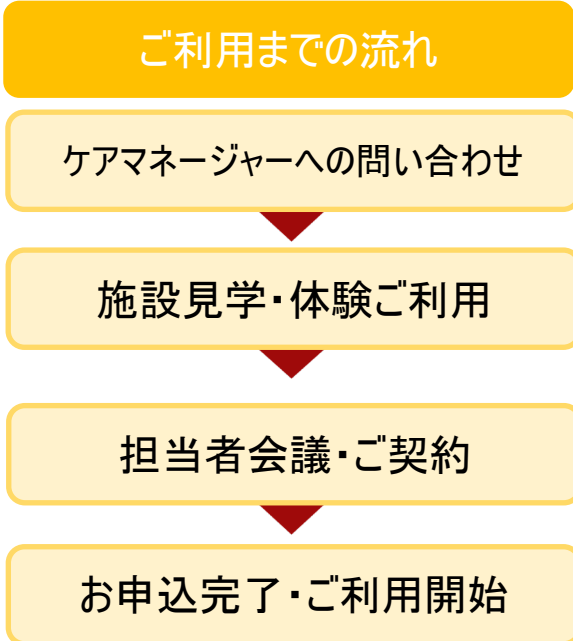 ご利用までの流れ
ケアマネージャーへの問い合わせ
施設見学・体験ご利用
担当者会議・ご契約
お申込完了・ご利用開始